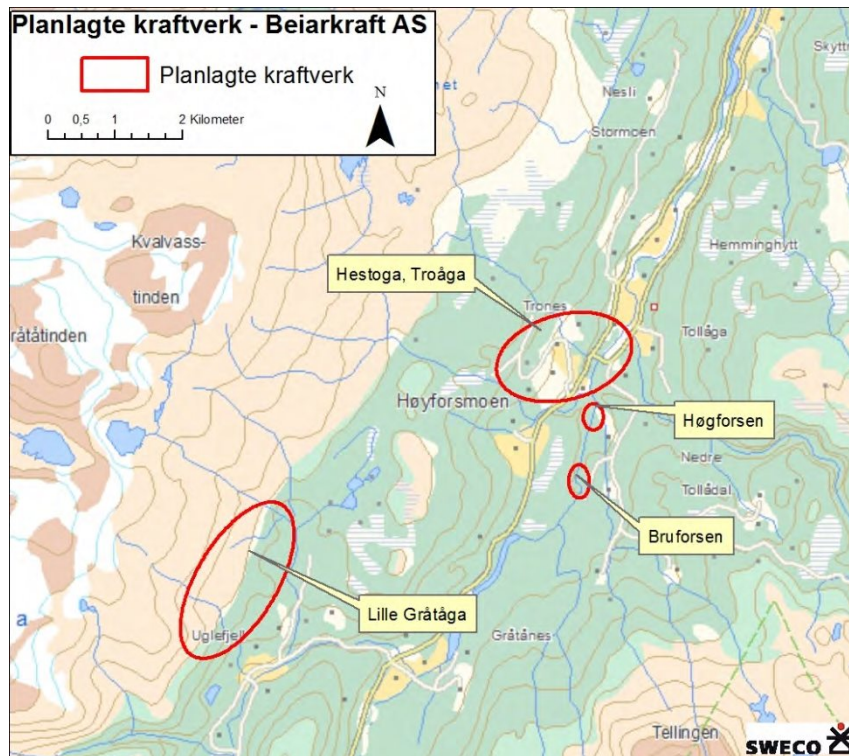 Planlagte kraftverk - Beiarkraft AS
Planlagte kraftverk
N
0 0,5 1 2 Kilometer
Skyttr
Nesli
Stormoen
Kvalvass-
tinden
Hemminghytt
Hestoga, Troåga
Trones
råtåtinden
Tollåga
Høyforsmoen
Høgforsen
Nedre
Tollådal
Bruforsen
Lille Gråtåga
a
Uglefjell
Gråtånes
Tellingen
SWECO